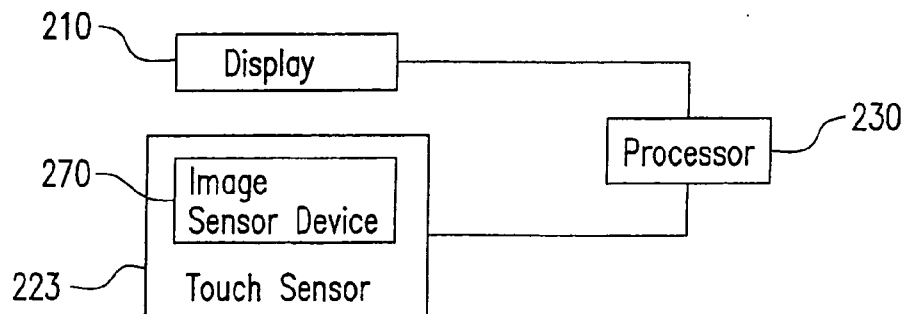 210
Display
230
Processor
270
Image
Sensor Device
223
Touch Sensor